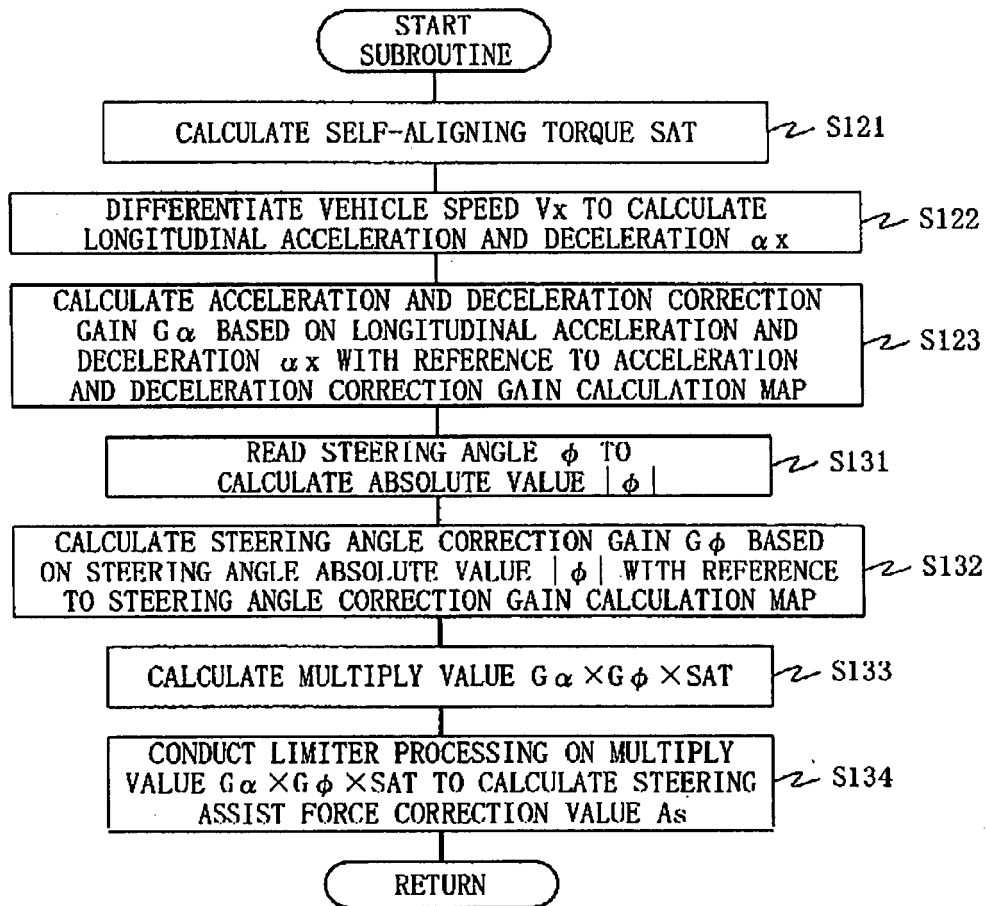 START
SUBROUTINE
CALCULATE SELF-ALIGNING TORQUE SAT
S121
DIFFERENTIATE VEHICLE SPEED Vx TO CALCULATE
LONGITUDINAL ACCELERATION AND DECELERATION αx
S122
CALCULATE ACCELERATION AND DECELERATION CORRECTION
GAIN Gα BASED ON LONGITUDINAL ACCELERATION AND
DECELERATION αx WITH REFERENCE TO ACCELERATION
AND DECELERATION CORRECTION GAIN CALCULATION MAP
S123
READ STEERING ANGLE φ TO
CALCULATE ABSOLUTE VALUE |φ|
S131
CALCULATE STEERING ANGLE CORRECTION GAIN Gφ BASED
ON STEERING ANGLE ABSOLUTE VALUE |φ| WITH REFERENCE
TO STEERING ANGLE CORRECTION GAIN CALCULATION MAP
S132
CALCULATE MULTIPLY VALUE Gα×Gφ×SAT
S133
CONDUCT LIMITER PROCESSING ON MULTIPLY
VALUE Gα×Gφ×SAT TO CALCULATE STEERING
ASSIST FORCE CORRECTION VALUE As
S134
RETURN